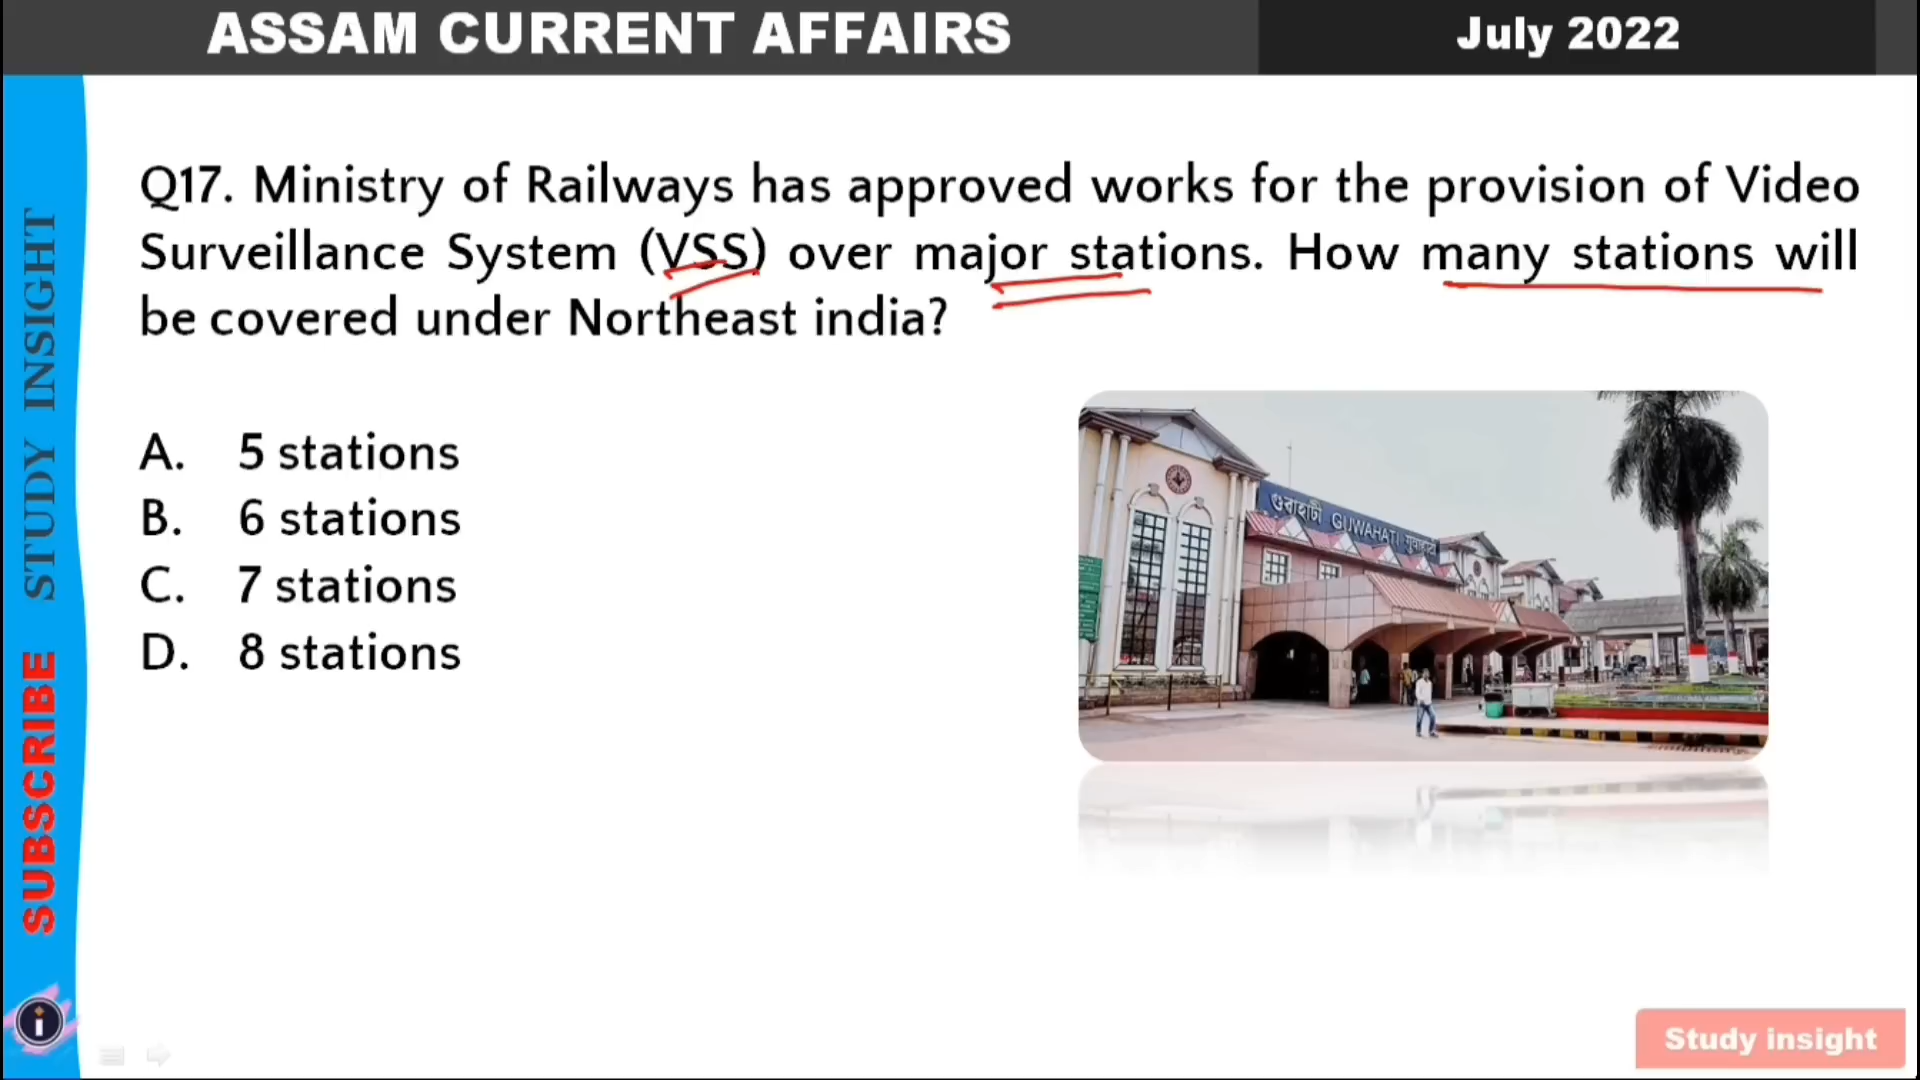 ASSAM CURRENT AFFAIRS
July 2022
Q17. Ministry of Railways has approved works for the provision of Video
Surveillance System (VSS) over major stations. How many stations will
be covered under Northeast india?
A. 5 stations
B. 6 stations
C. 7 stations
D. 8 stations
গুৱাহাটী GUWAHATI गुवाहाटी
SUBSCRIBE STUDY INSIGHT
i
Study insight